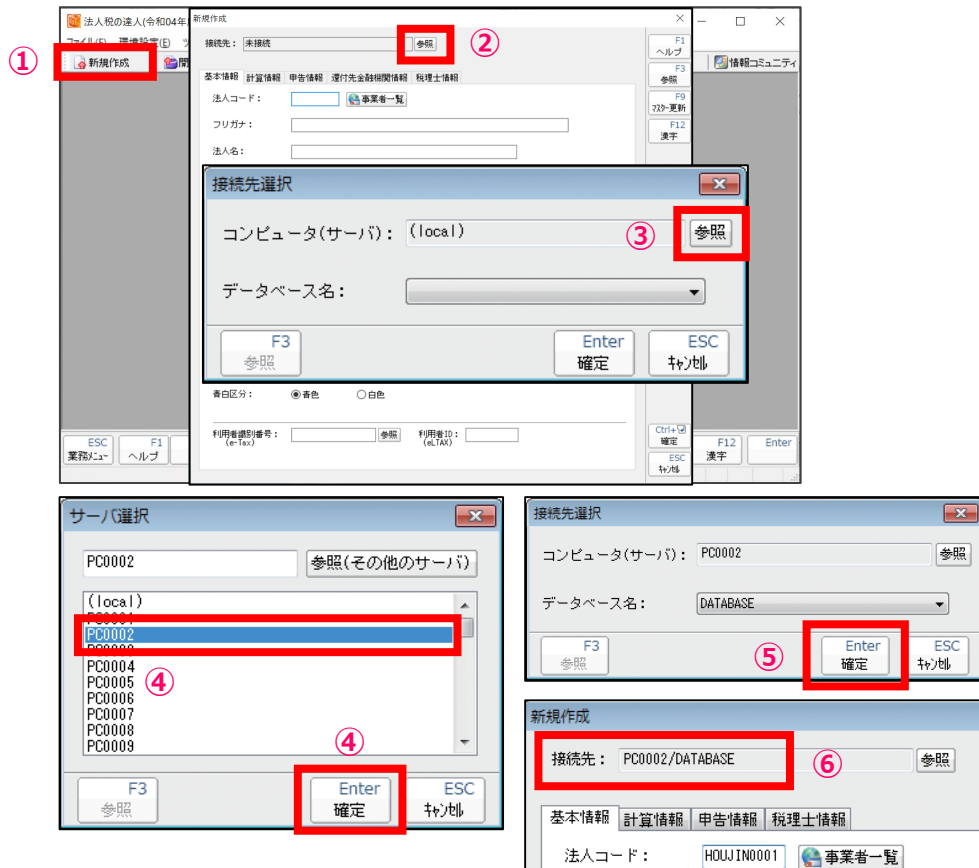 法人税の達人(令和04年
ファイル(F) 環境設定(E)
① 新規作成
情報コミュニティ
ESC 業務メニュー
F1 ヘルプ
F12 漢字
Enter
新規作成
接続先： 未接続 参照 ②
基本情報 計算情報 申告情報 還付先金融機関情報 税理士情報
法人コード： 事業者一覧
フリガナ：
法人名：
F1 ヘルプ
F3 参照
F9 マスター更新
F12 漢字
接続先選択
コンピュータ(サーバ)： (local) ③ 参照
データベース名：
F3 参照
Enter 確定
ESC キャンセル
青白区分： 青色 白色
利用者識別番号： 参照 利用者ID：
(e-Tax) (eLTAX)
Ctrl+ 確定
ESC キャンセル
サーバ選択
PC0002 参照(その他のサーバ)
(local)
PC0002
PC0004
PC0005 ④
PC0006
PC0007
PC0008
PC0009
④
F3 参照
Enter 確定
ESC キャンセル
接続先選択
コンピュータ(サーバ)： PC0002 参照
データベース名： DATABASE
F3 参照
⑤
Enter 確定
ESC キャンセル
新規作成
接続先： PC0002/DATABASE ⑥ 参照
基本情報 計算情報 申告情報 税理士情報
法人コード： HOUJIN0001 事業者一覧